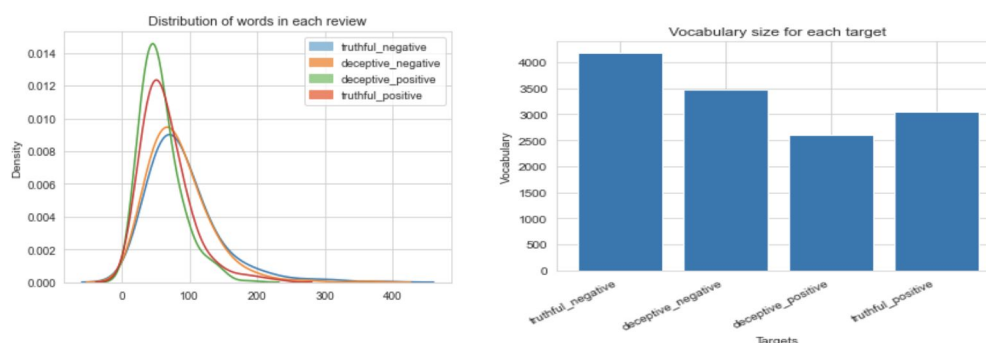 Distribution of words in each review
truthful_negative
deceptive_negative
deceptive_positive
truthful_positive
Density
0.014
0.012
0.010
0.008
0.006
0.004
0.002
0.000
0
100
200
300
400
Vocabulary size for each target
Vocabulary
4000
3500
3000
2500
2000
1500
1000
500
0
truthful_negative
deceptive_negative
deceptive_positive
truthful_positive
Targets